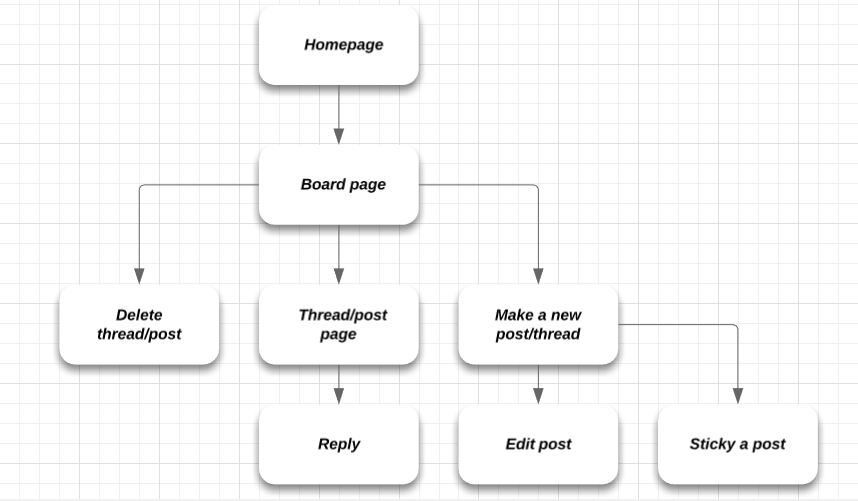 Homepage
Board page
Delete
thread/post
Thread/post
page
Make a new
post/thread
Reply
Edit post
Sticky a post